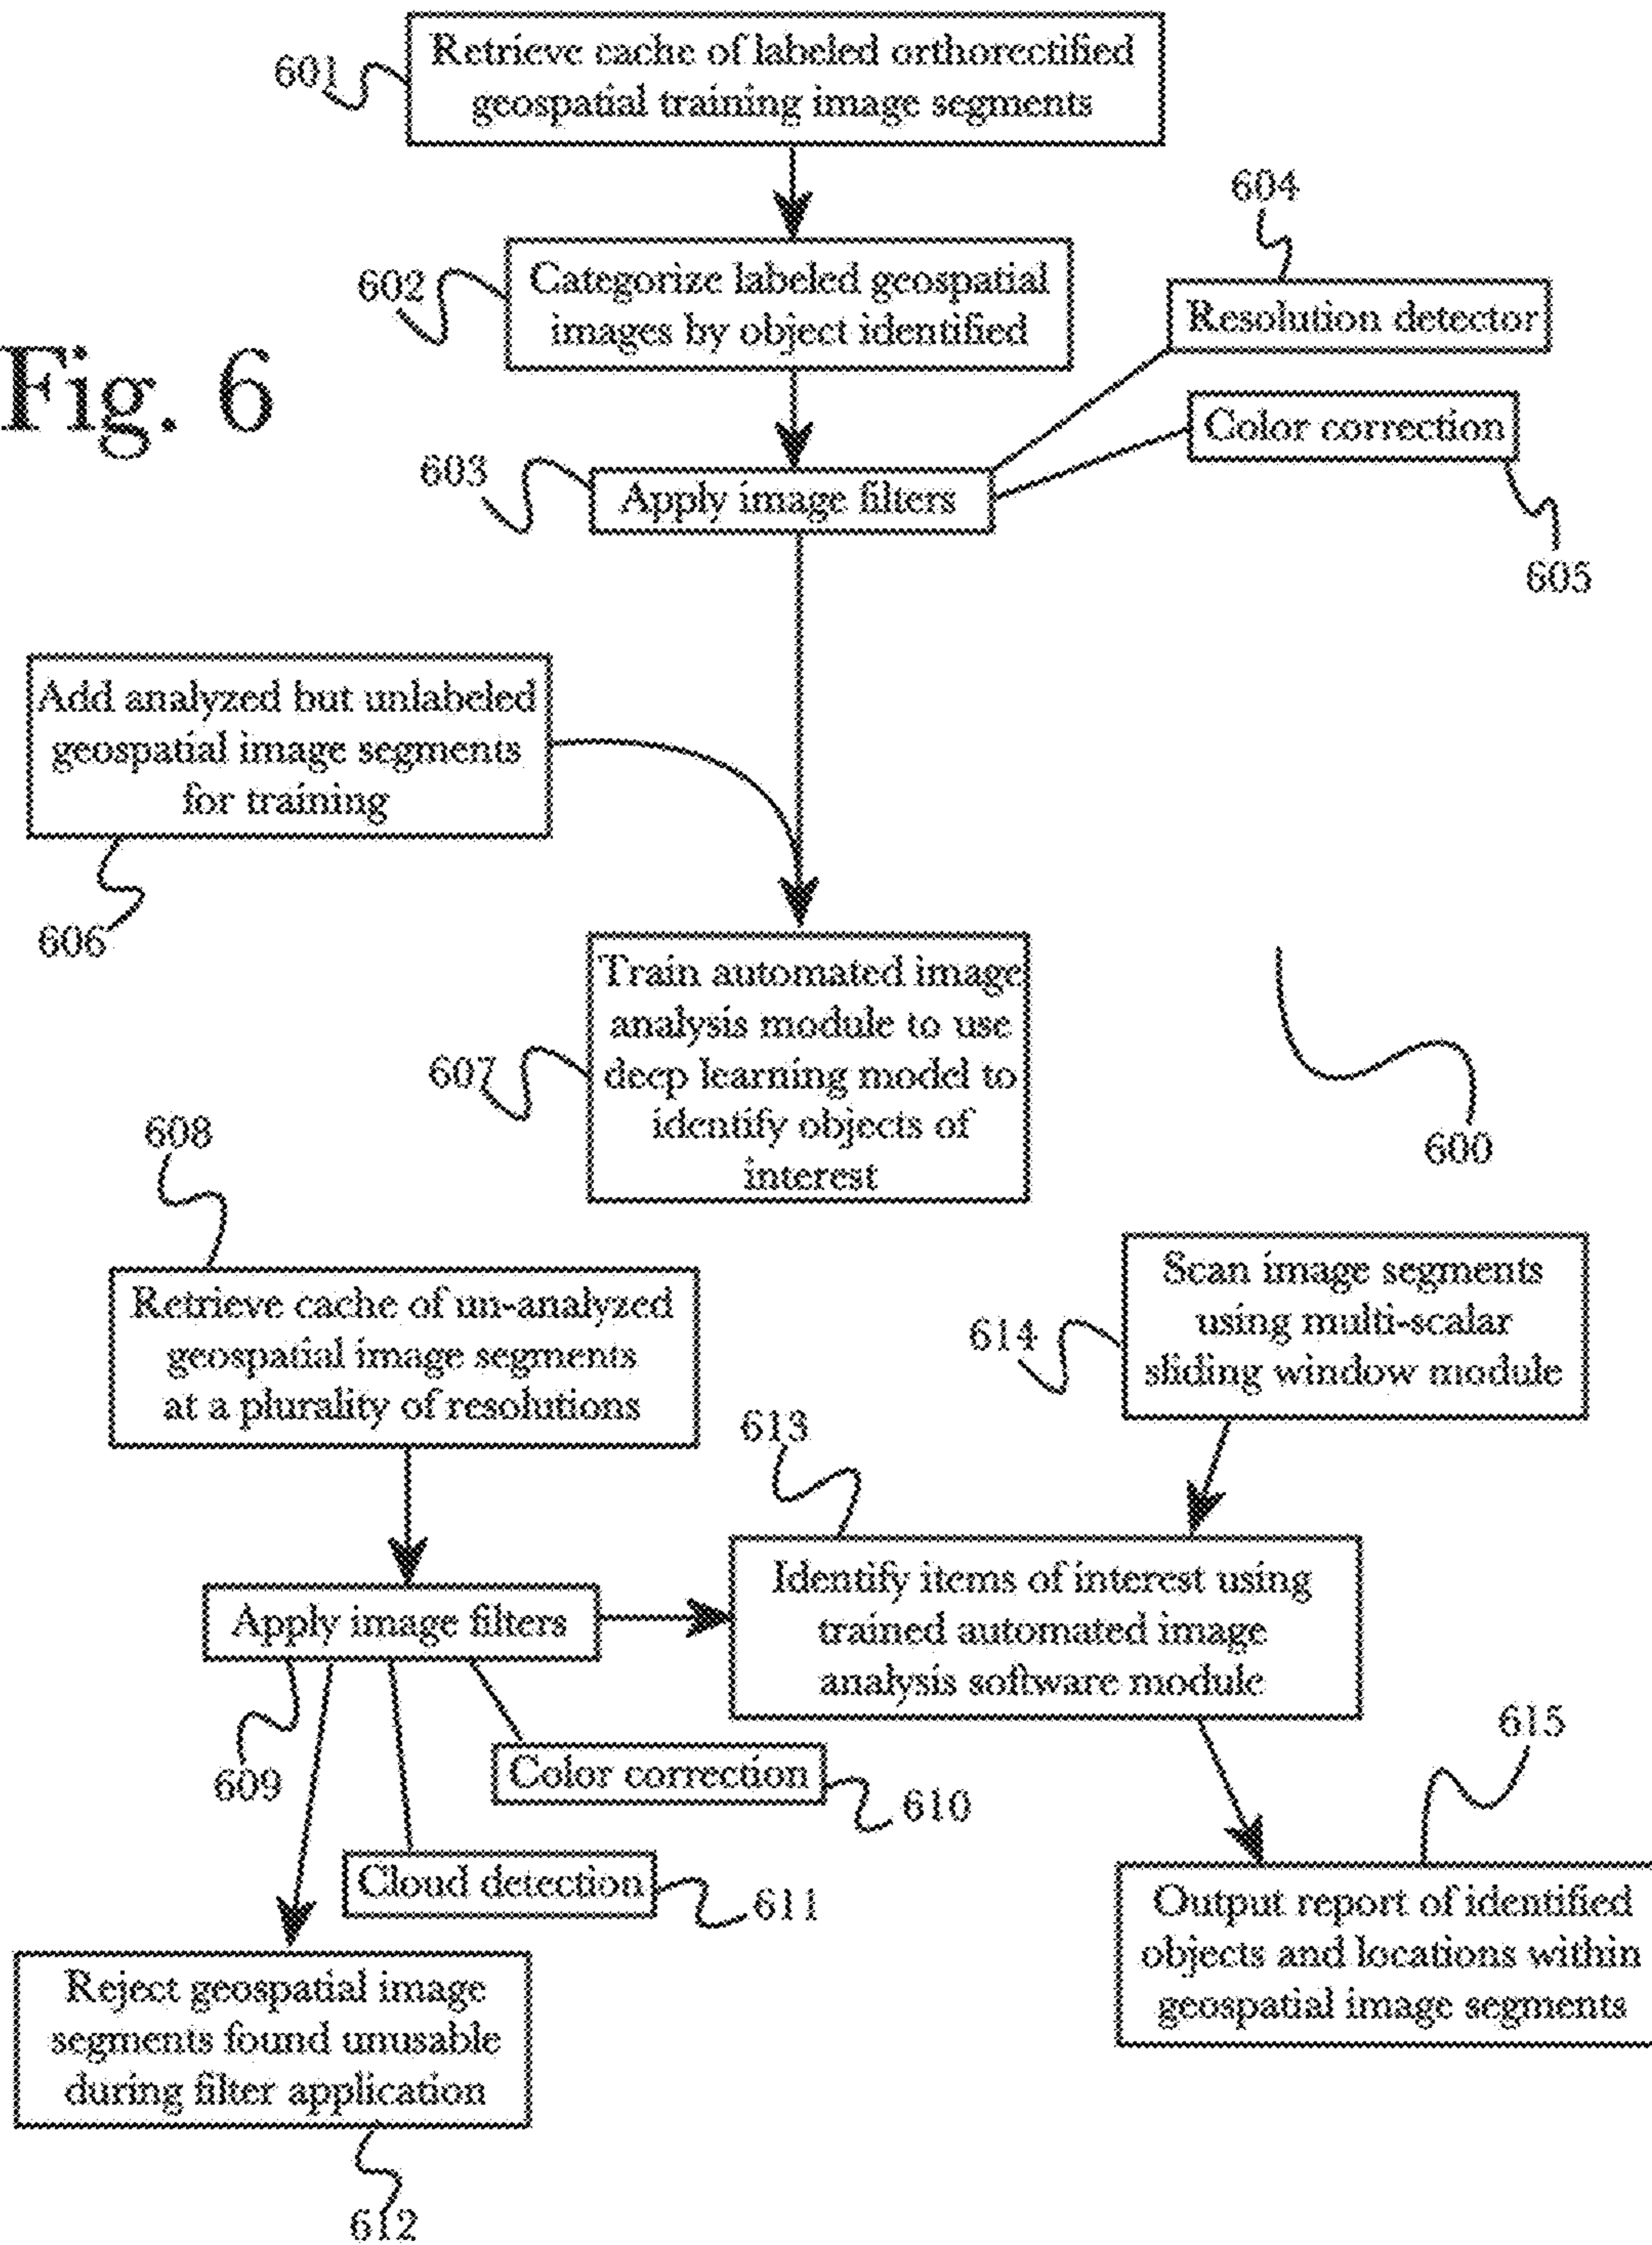 601
Retrieve cache of labeled orthorectified
geospatial training image segments
604
602
Categorize labeled geospatial
images by object identified
Resolution detector
Fig. 6
Color correction
603
Apply image filters
605
Add analyzed but unlabeled
geospatial image segments
for training
606
Train automated image
analysis module to use
deep learning model to
identify objects of
interest
607
600
608
Retrieve cache of un-analyzed
geospatial image segments
at a plurality of resolutions
Scan image segments
using multi-scalar
sliding window module
614
613
Apply image filters
Identify items of interest using
trained automated image
analysis software module
609
Color correction
610
615
Cloud detection
611
Output report of identified
objects and locations within
geospatial image segments
Reject geospatial image
segments found unusable
during filter application
612